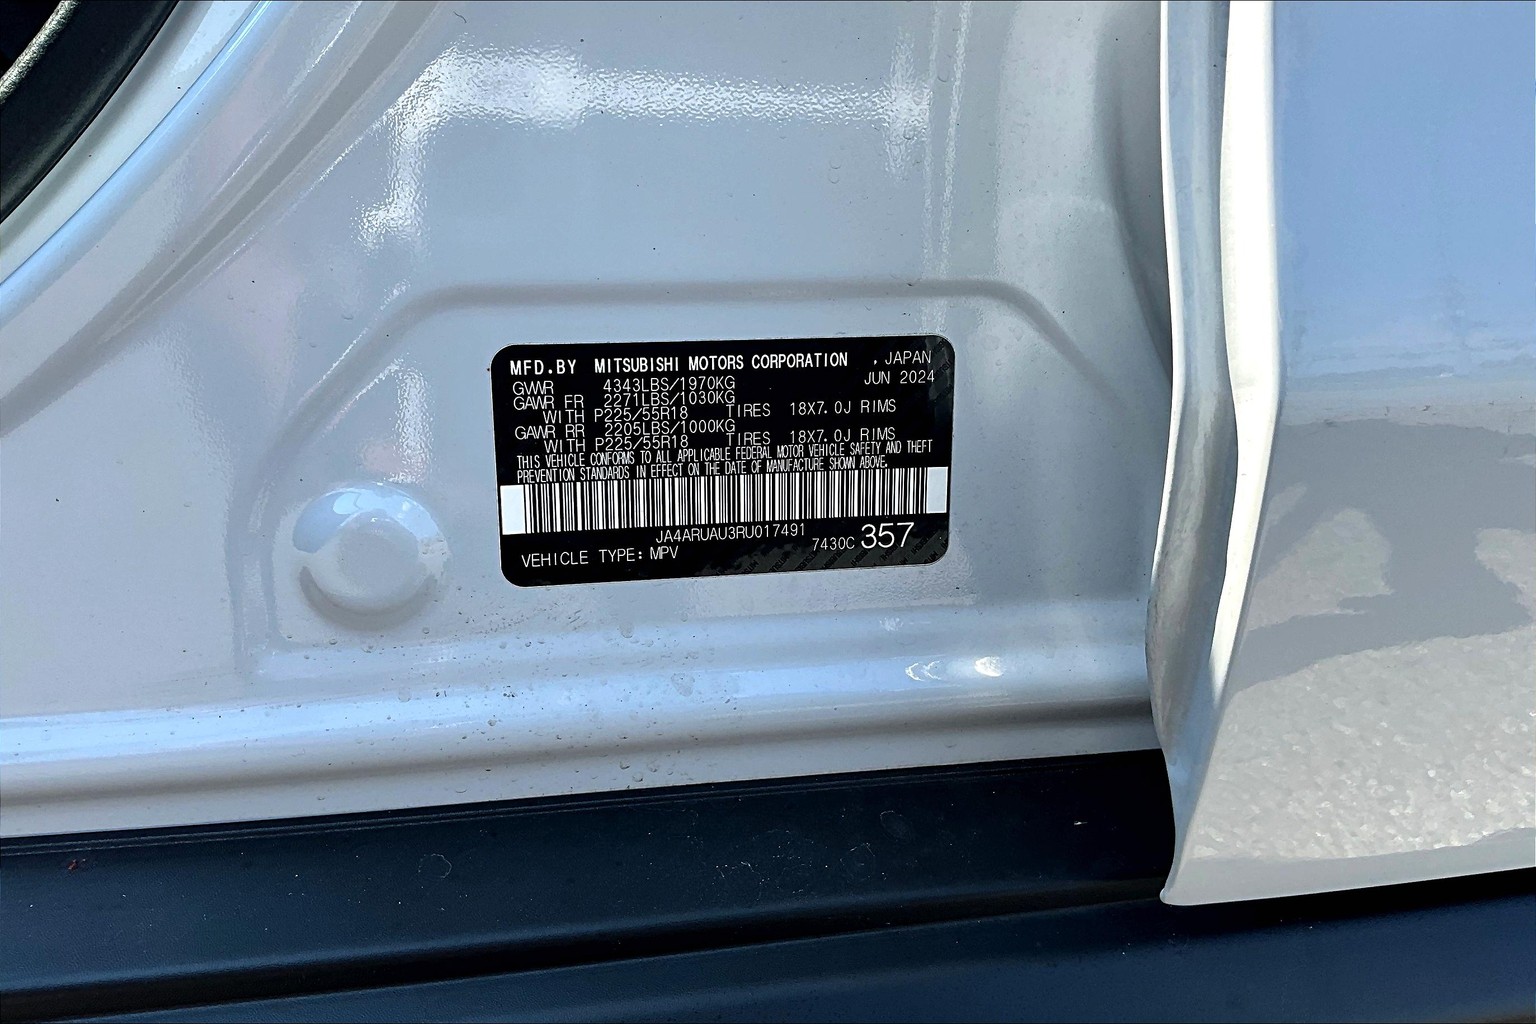 MFD.BY MITSUBISHI MOTORS CORPORATION . JAPAN
JUN 2024
GVWR 4343LBS/1970KG
GAWR FR 2271LBS/1030KG
WITH P225/55R18 TIRES 18X7.0J RIMS
GAWR RR 2205LBS/1000KG
WITH P225/55R18 TIRES 18X7.0J RIMS
THIS VEHICLE CONFORMS TO ALL APPLICABLE FEDERAL MOTOR VEHICLE SAFETY AND THEFT
PREVENTION STANDARDS IN EFFECT ON THE DATE OF MANUFACTURE SHOWN ABOVE.
JA4ARUAU3RU017491
VEHICLE TYPE: MPV 7430C 357